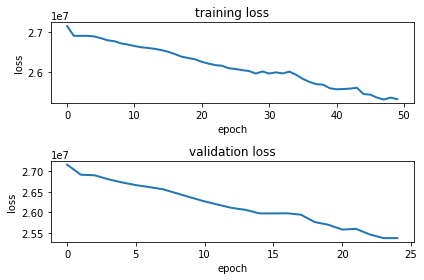 training loss
1e7
2.7
2.6
loss
0 10 20 30 40 50
epoch
validation loss
1e7
2.70
2.65
2.60
2.55
loss
0 5 10 15 20 25
epoch